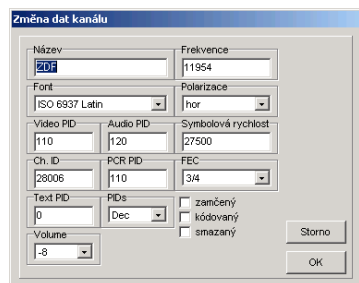 Změna dat kanálu
Název Frekvence
ZDF 11954
Font Polarizace
ISO 6937 Latin hor
Video PID Audio PID Symbolová rychlost
110 120 27500
Ch. ID PCR PID FEC
28006 110 3/4
Text PID PIDs zamčený
0 Dec kódovaný
smazaný
Volume Storno
-8
OK